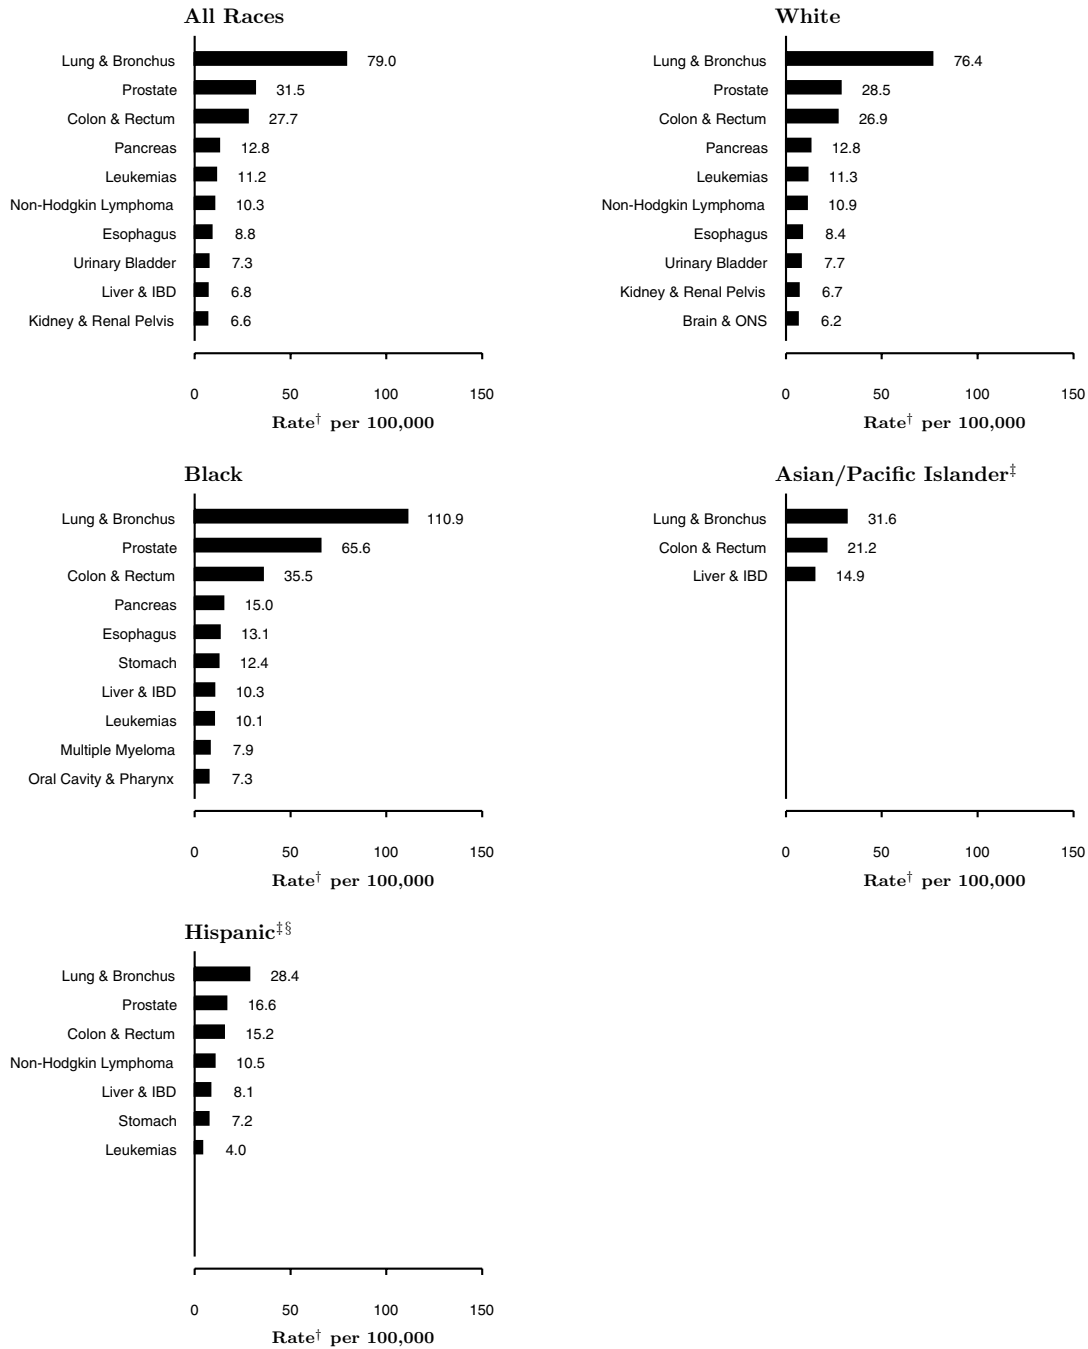 All Races
Lung & Bronchus 79.0
Prostate 31.5
Colon & Rectum 27.7
Pancreas 12.8
Leukemias 11.2
Non-Hodgkin Lymphoma 10.3
Esophagus 8.8
Urinary Bladder 7.3
Liver & IBD 6.8
Kidney & Renal Pelvis 6.6
0 50 100 150
Rate† per 100,000
White
Lung & Bronchus 76.4
Prostate 28.5
Colon & Rectum 26.9
Pancreas 12.8
Leukemias 11.3
Non-Hodgkin Lymphoma 10.9
Esophagus 8.4
Urinary Bladder 7.7
Kidney & Renal Pelvis 6.7
Brain & ONS 6.2
0 50 100 150
Rate† per 100,000
Black
Lung & Bronchus 110.9
Prostate 65.6
Colon & Rectum 35.5
Pancreas 15.0
Esophagus 13.1
Stomach 12.4
Liver & IBD 10.3
Leukemias 10.1
Multiple Myeloma 7.9
Oral Cavity & Pharynx 7.3
0 50 100 150
Rate† per 100,000
Asian/Pacific Islander‡
Lung & Bronchus 31.6
Colon & Rectum 21.2
Liver & IBD 14.9
0 50 100 150
Rate† per 100,000
Hispanic‡§
Lung & Bronchus 28.4
Prostate 16.6
Colon & Rectum 15.2
Non-Hodgkin Lymphoma 10.5
Liver & IBD 8.1
Stomach 7.2
Leukemias 4.0
0 50 100 150
Rate† per 100,000